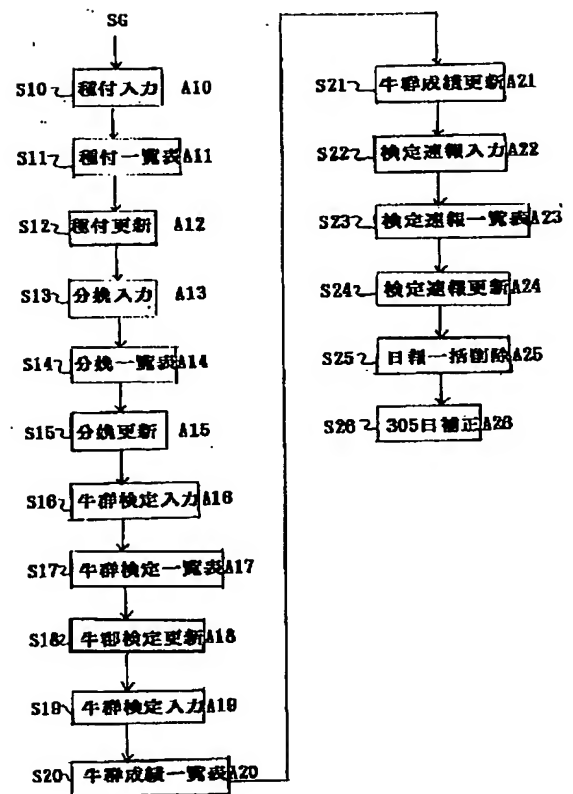 SG
S10 種付入力 A10
S11 種付一覧表 A11
S12 種付更新 A12
S13 分娩入力 A13
S14 分娩一覧表 A14
S15 分娩更新 A15
S16 牛群検定入力 A16
S17 牛群検定一覧表 A17
S18 牛郡検定更新 A18
S19 牛群検定入力 A19
S20 牛群成績一覧表 A20
S21 牛群成績更新 A21
S22 検定速報入力 A22
S23 検定速報一覧表 A23
S24 検定速報更新 A24
S25 日報一括削除 A25
S26 305日補正 A26